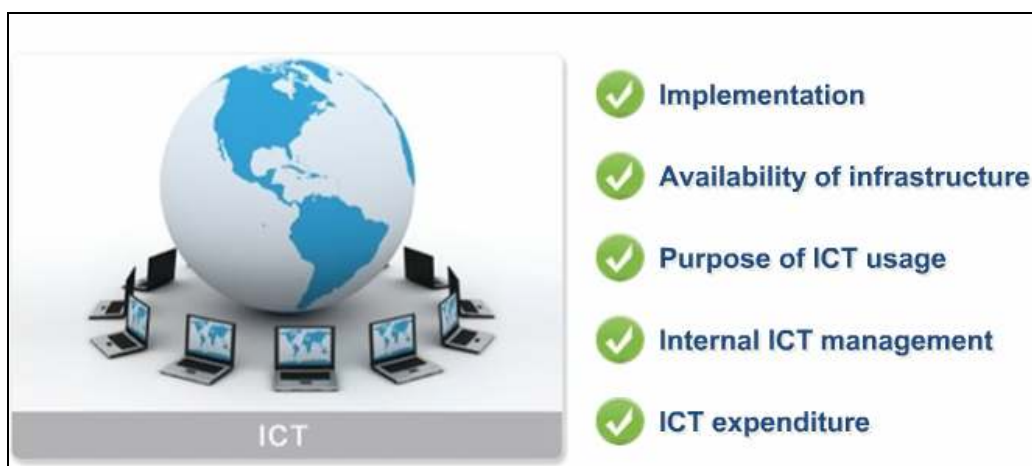 Implementation
Availability of infrastructure
Purpose of ICT usage
Internal ICT management
ICT expenditure
ICT